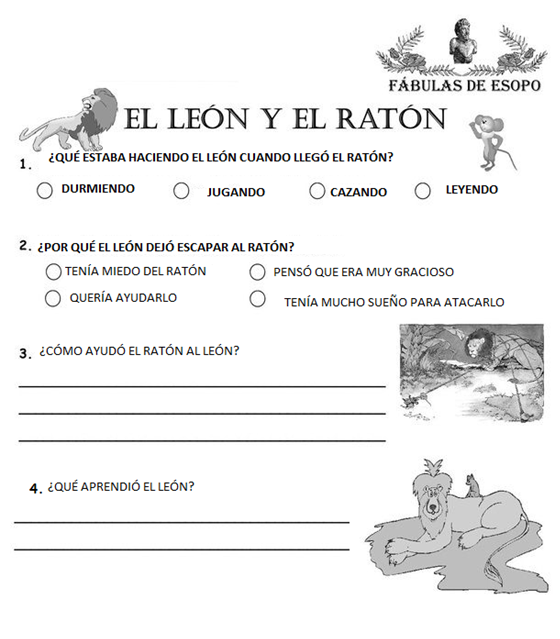 FÁBULAS DE ESOPO
EL LEÓN Y EL RATÓN
1. ¿QUÉ ESTABA HACIENDO EL LEÓN CUANDO LLEGÓ EL RATÓN?
DURMIENDO JUGANDO CAZANDO LEYENDO
2. ¿POR QUÉ EL LEÓN DEJÓ ESCAPAR AL RATÓN?
TENÍA MIEDO DEL RATÓN PENSÓ QUE ERA MUY GRACIOSO
QUERÍA AYUDARLO TENÍA MUCHO SUEÑO PARA ATACARLO
3. ¿CÓMO AYUDÓ EL RATÓN AL LEÓN?
4. ¿QUÉ APRENDIÓ EL LEÓN?